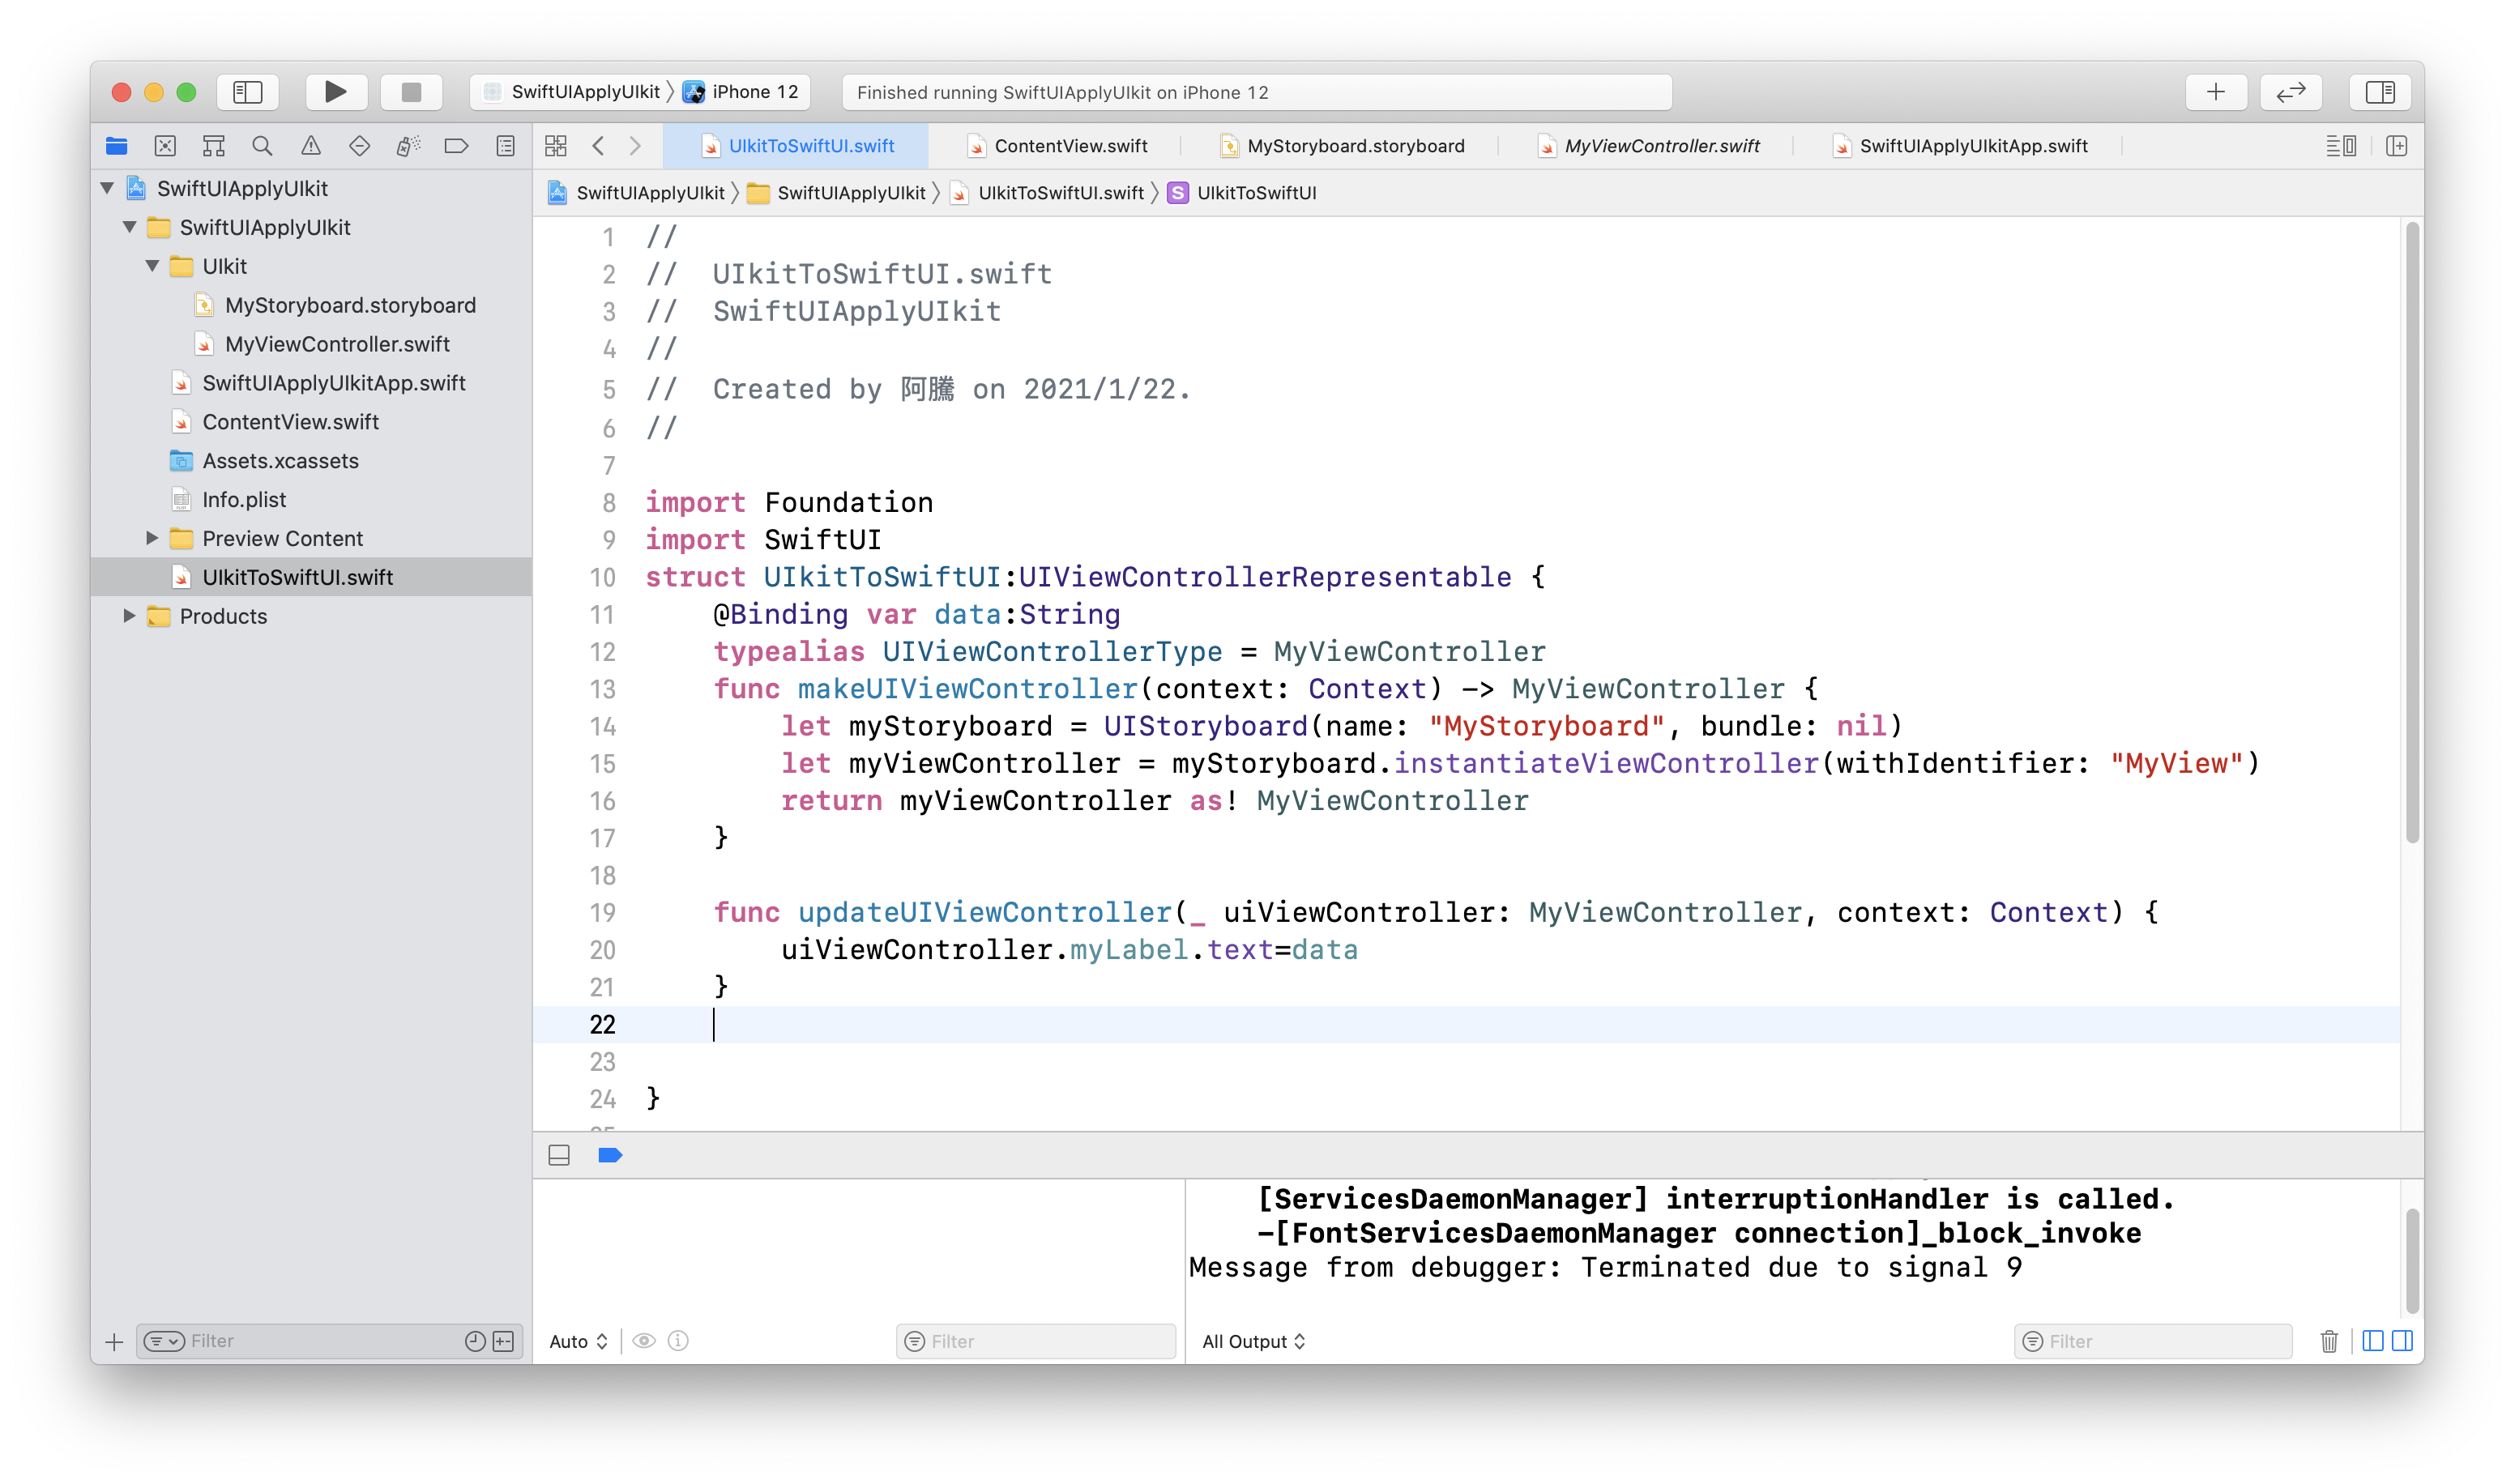 SwiftUIApplyUIkit 〉 iPhone 12
Finished running SwiftUIApplyUIkit on iPhone 12
UIkitToSwiftUI.swift
ContentView.swift
MyStoryboard.storyboard
MyViewController.swift
SwiftUIApplyUIkitApp.swift
SwiftUIApplyUIkit 〉 SwiftUIApplyUIkit 〉 UIkitToSwiftUI.swift 〉 S UIkitToSwiftUI
SwiftUIApplyUIkit
SwiftUIApplyUIkit
UIkit
MyStoryboard.storyboard
MyViewController.swift
SwiftUIApplyUIkitApp.swift
ContentView.swift
Assets.xcassets
Info.plist
Preview Content
UIkitToSwiftUI.swift
Products
Filter
1 //
2 //  UIkitToSwiftUI.swift
3 //  SwiftUIApplyUIkit
4 //
5 //  Created by 阿騰 on 2021/1/22.
6 //
7
8 import Foundation
9 import SwiftUI
10 struct UIkitToSwiftUI:UIViewControllerRepresentable {
11     @Binding var data:String
12     typealias UIViewControllerType = MyViewController
13     func makeUIViewController(context: Context) -> MyViewController {
14         let myStoryboard = UIStoryboard(name: "MyStoryboard", bundle: nil)
15         let myViewController = myStoryboard.instantiateViewController(withIdentifier: "MyView")
16         return myViewController as! MyViewController
17     }
18
19     func updateUIViewController(_ uiViewController: MyViewController, context: Context) {
20         uiViewController.myLabel.text=data
21     }
22
23
24 }
[ServicesDaemonManager] interruptionHandler is called.
-[FontServicesDaemonManager connection]_block_invoke
Message from debugger: Terminated due to signal 9
Auto
Filter
All Output
Filter